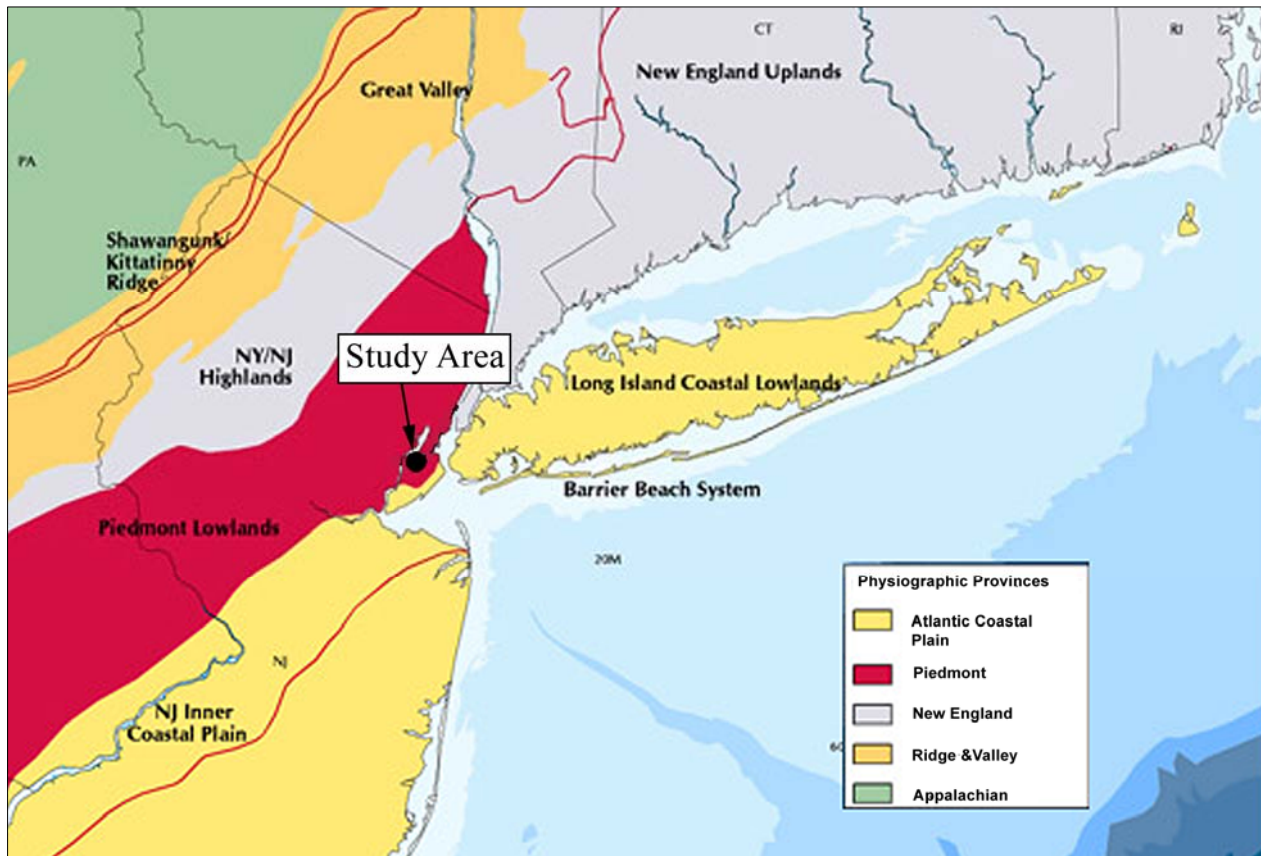 CT
RI
New England Uplands
Great Valley
PA
Shawangunk/
Kittatinny
Ridge
NY/NJ
Highlands
Study Area
Long Island Coastal Lowlands
Barrier Beach System
Piedmont Lowlands
20M
NJ
NJ Inner
Coastal Plain
Physiographic Provinces
Atlantic Coastal
Plain
Piedmont
New England
Ridge &Valley
Appalachian